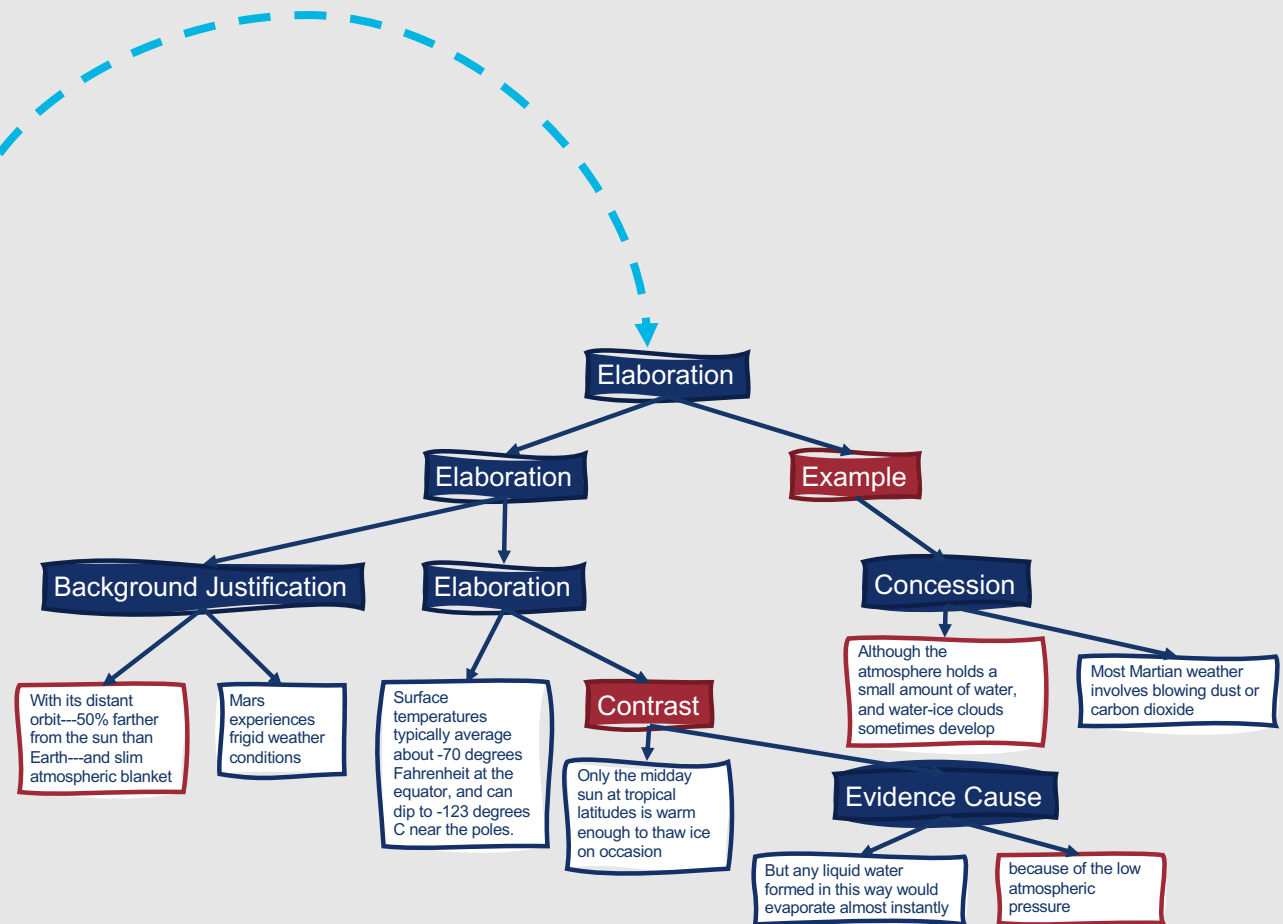 Elaboration
Elaboration
Example
Background Justification
Elaboration
Concession
With its distant
orbit---50% farther
from the sun than
Earth---and slim
atmospheric blanket
Mars
experiences
frigid weather
conditions
Surface
temperatures
typically average
about -70 degrees
Fahrenheit at the
equator, and can
dip to -123 degrees
C near the poles.
Contrast
Although the
atmosphere holds a
small amount of water,
and water-ice clouds
sometimes develop
Most Martian weather
involves blowing dust or
carbon dioxide
Only the midday
sun at tropical
latitudes is warm
enough to thaw ice
on occasion
Evidence Cause
But any liquid water
formed in this way would
evaporate almost instantly
because of the low
atmospheric
pressure